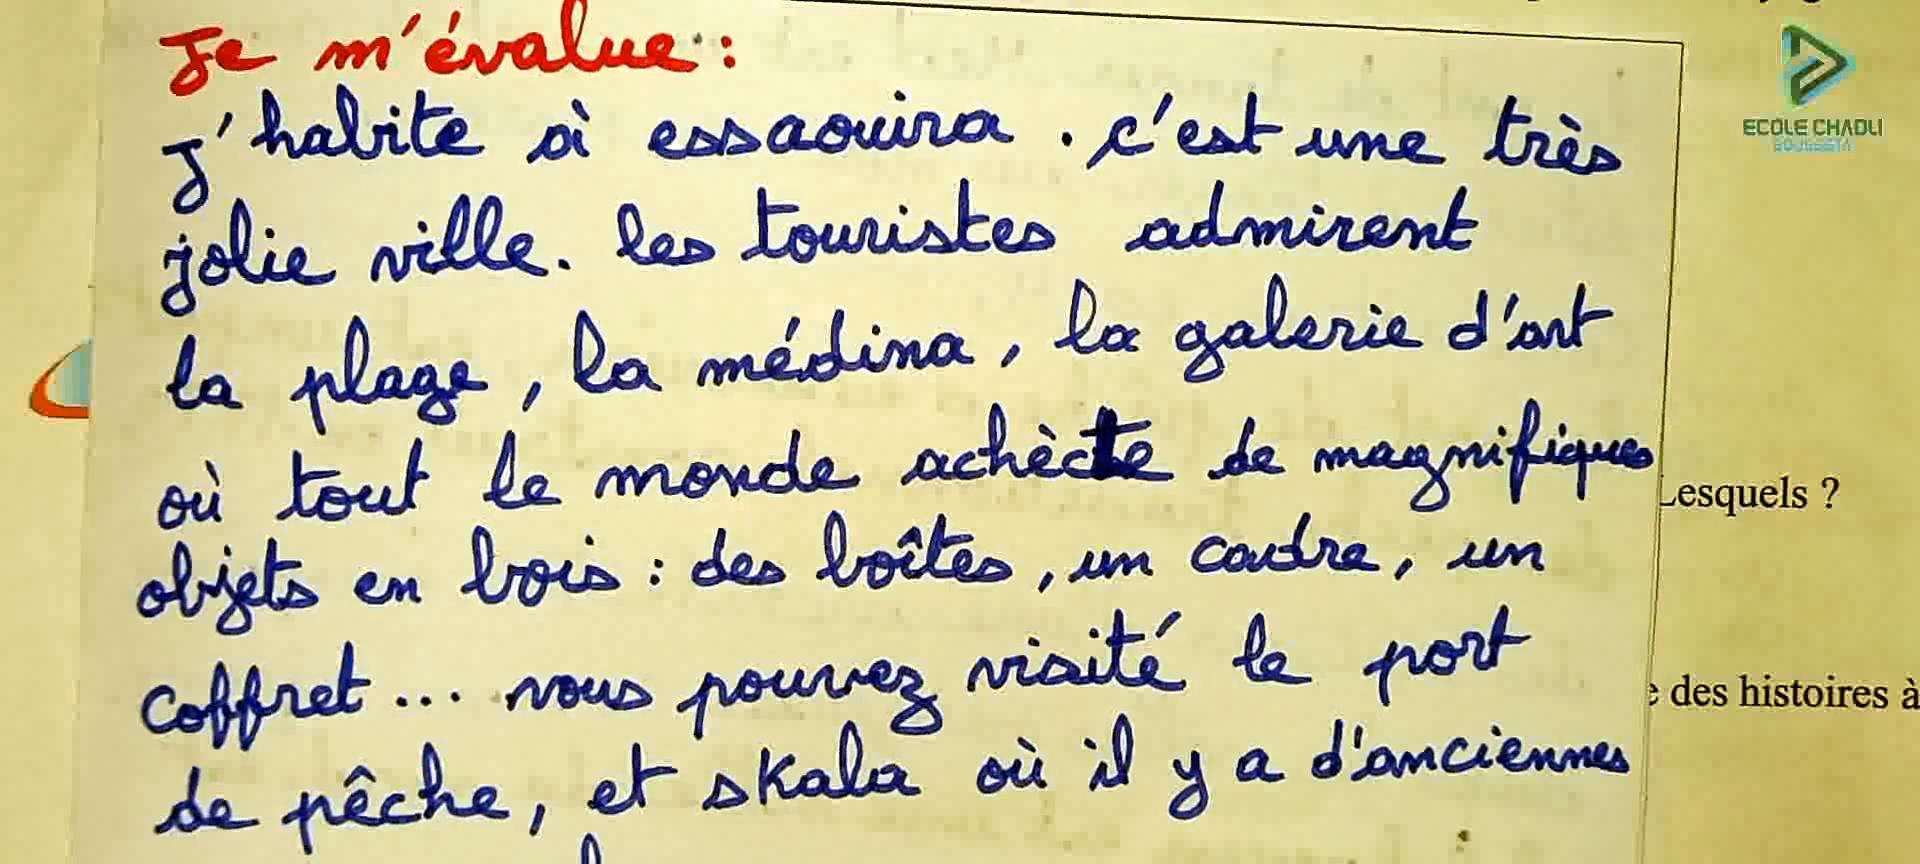 Je m'évalue :
J'habite à essaouira. c'est une très
jolie ville. les touristes admirent
la plage, la médina, la galerie d'art
où tout le monde achète de magnifiques
objets en bois : des boîtes, un cadre, un
coffret... vous pouvez visité le port
de pêche, et skala où il y a d'anciennes
Lesquels ?
des histoires à
ECOLE CHADLI